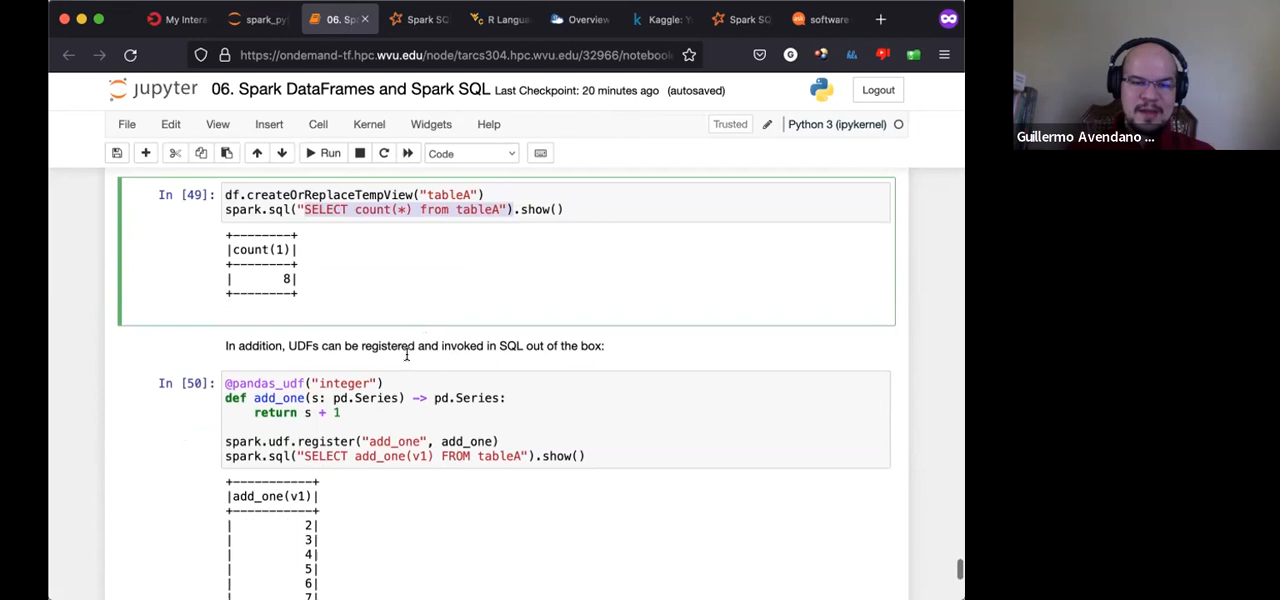 My Intera
spark_py
06. Spa
Spark SQ
R Langua
Overview
Kaggle: Y
Spark SQ
software
https://ondemand-tf.hpc.wvu.edu/node/tarcs304.hpc.wvu.edu/32966/notebook
jupyter 06. Spark DataFrames and Spark SQL Last Checkpoint: 20 minutes ago (autosaved)
Logout
File Edit View Insert Cell Kernel Widgets Help
Trusted Python 3 (ipykernel)
Run Code
Guillermo Avendano ...
In [49]: df.createOrReplaceTempView("tableA")
spark.sql("SELECT count(*) from tableA").show()
+--------+
|count(1)|
+--------+
| 8|
+--------+
In addition, UDFs can be registered and invoked in SQL out of the box:
In [50]: @pandas_udf("integer")
def add_one(s: pd.Series) -> pd.Series:
return s + 1
spark.udf.register("add_one", add_one)
spark.sql("SELECT add_one(v1) FROM tableA").show()
+-----------+
|add_one(v1)|
+-----------+
| 2|
| 3|
| 4|
| 5|
| 6|
| 7|